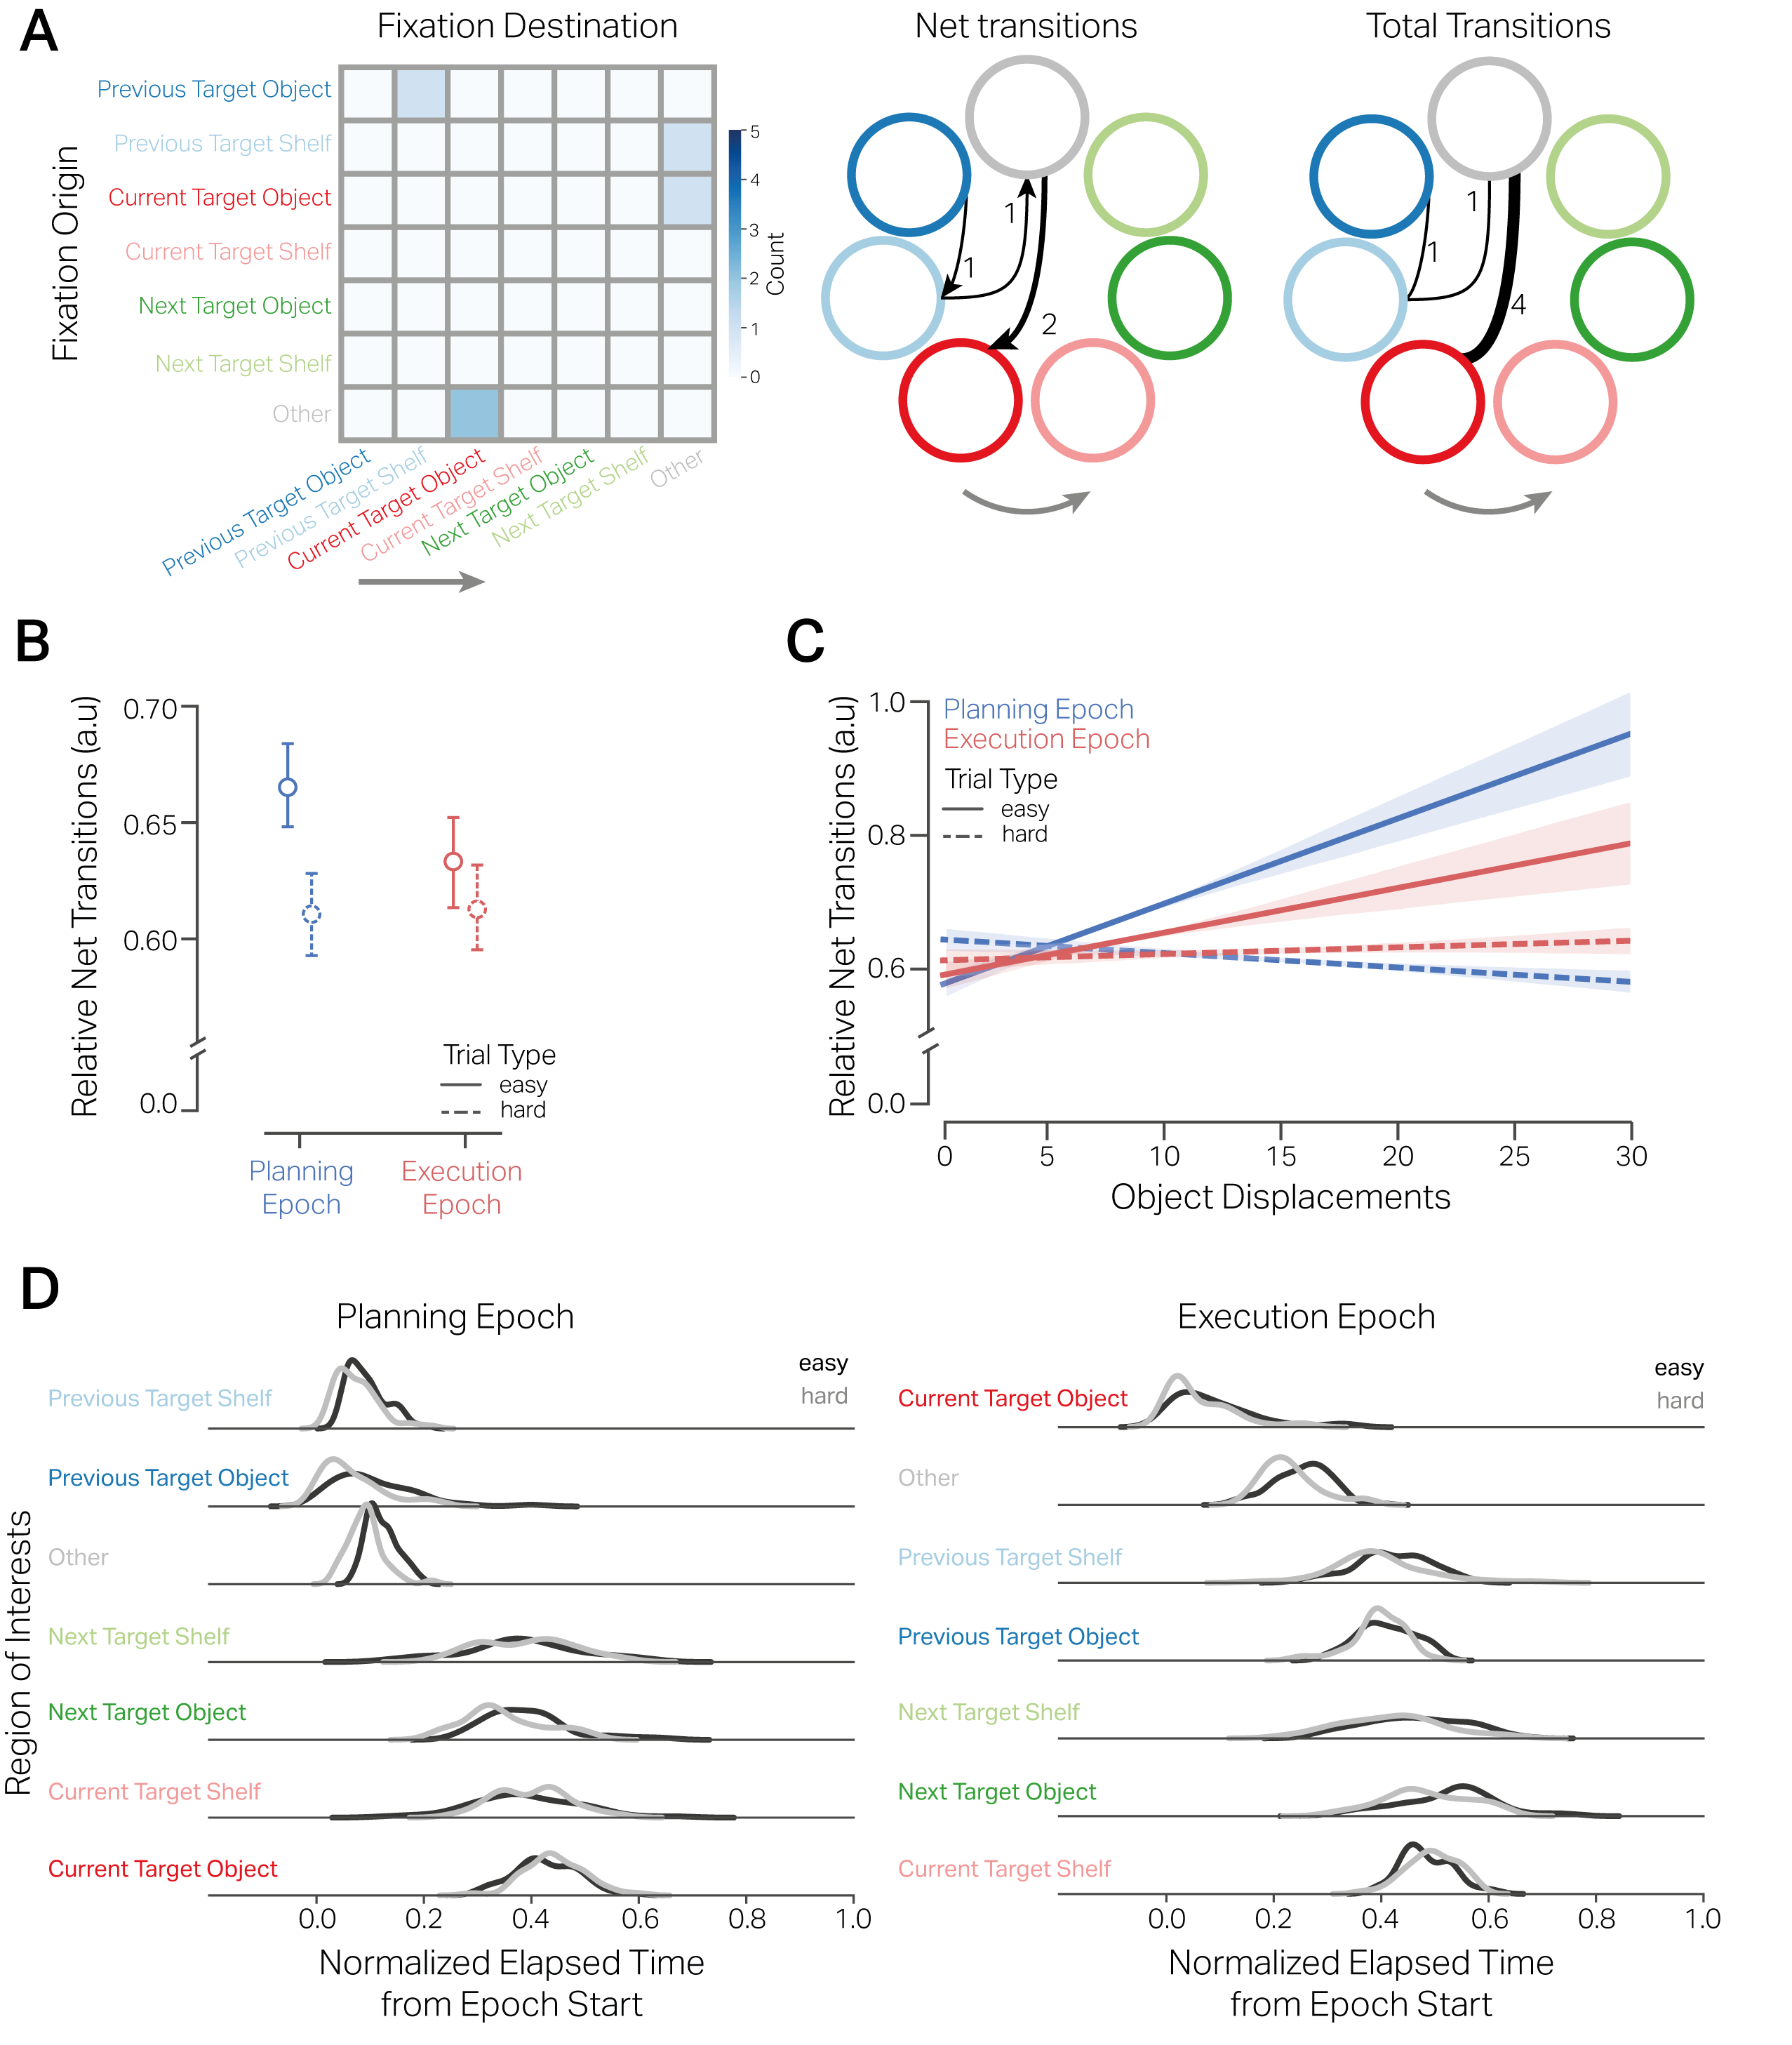 A
Fixation Destination
Net transitions
Total Transitions
Fixation Origin
Previous Target Object
Previous Target Shelf
Current Target Object
Current Target Shelf
Next Target Object
Next Target Shelf
Other
5
4
3
2
1
0
Count
Previous Target Object
Previous Target Shelf
Current Target Object
Current Target Shelf
Next Target Object
Next Target Shelf
Other
1
1
2
1
1
4
B
Relative Net Transitions (a.u)
0.70
0.65
0.60
0.0
Trial Type
easy
hard
Planning
Epoch
Execution
Epoch
C
Relative Net Transitions (a.u)
1.0
0.8
0.6
0.0
Planning Epoch
Execution Epoch
Trial Type
easy
hard
0 5 10 15 20 25 30
Object Displacements
D
Region of Interests
Planning Epoch
easy
hard
Previous Target Shelf
Previous Target Object
Other
Next Target Shelf
Next Target Object
Current Target Shelf
Current Target Object
0.0 0.2 0.4 0.6 0.8 1.0
Normalized Elapsed Time
from Epoch Start
Execution Epoch
easy
hard
Current Target Object
Other
Previous Target Shelf
Previous Target Object
Next Target Shelf
Next Target Object
Current Target Shelf
0.0 0.2 0.4 0.6 0.8 1.0
Normalized Elapsed Time
from Epoch Start